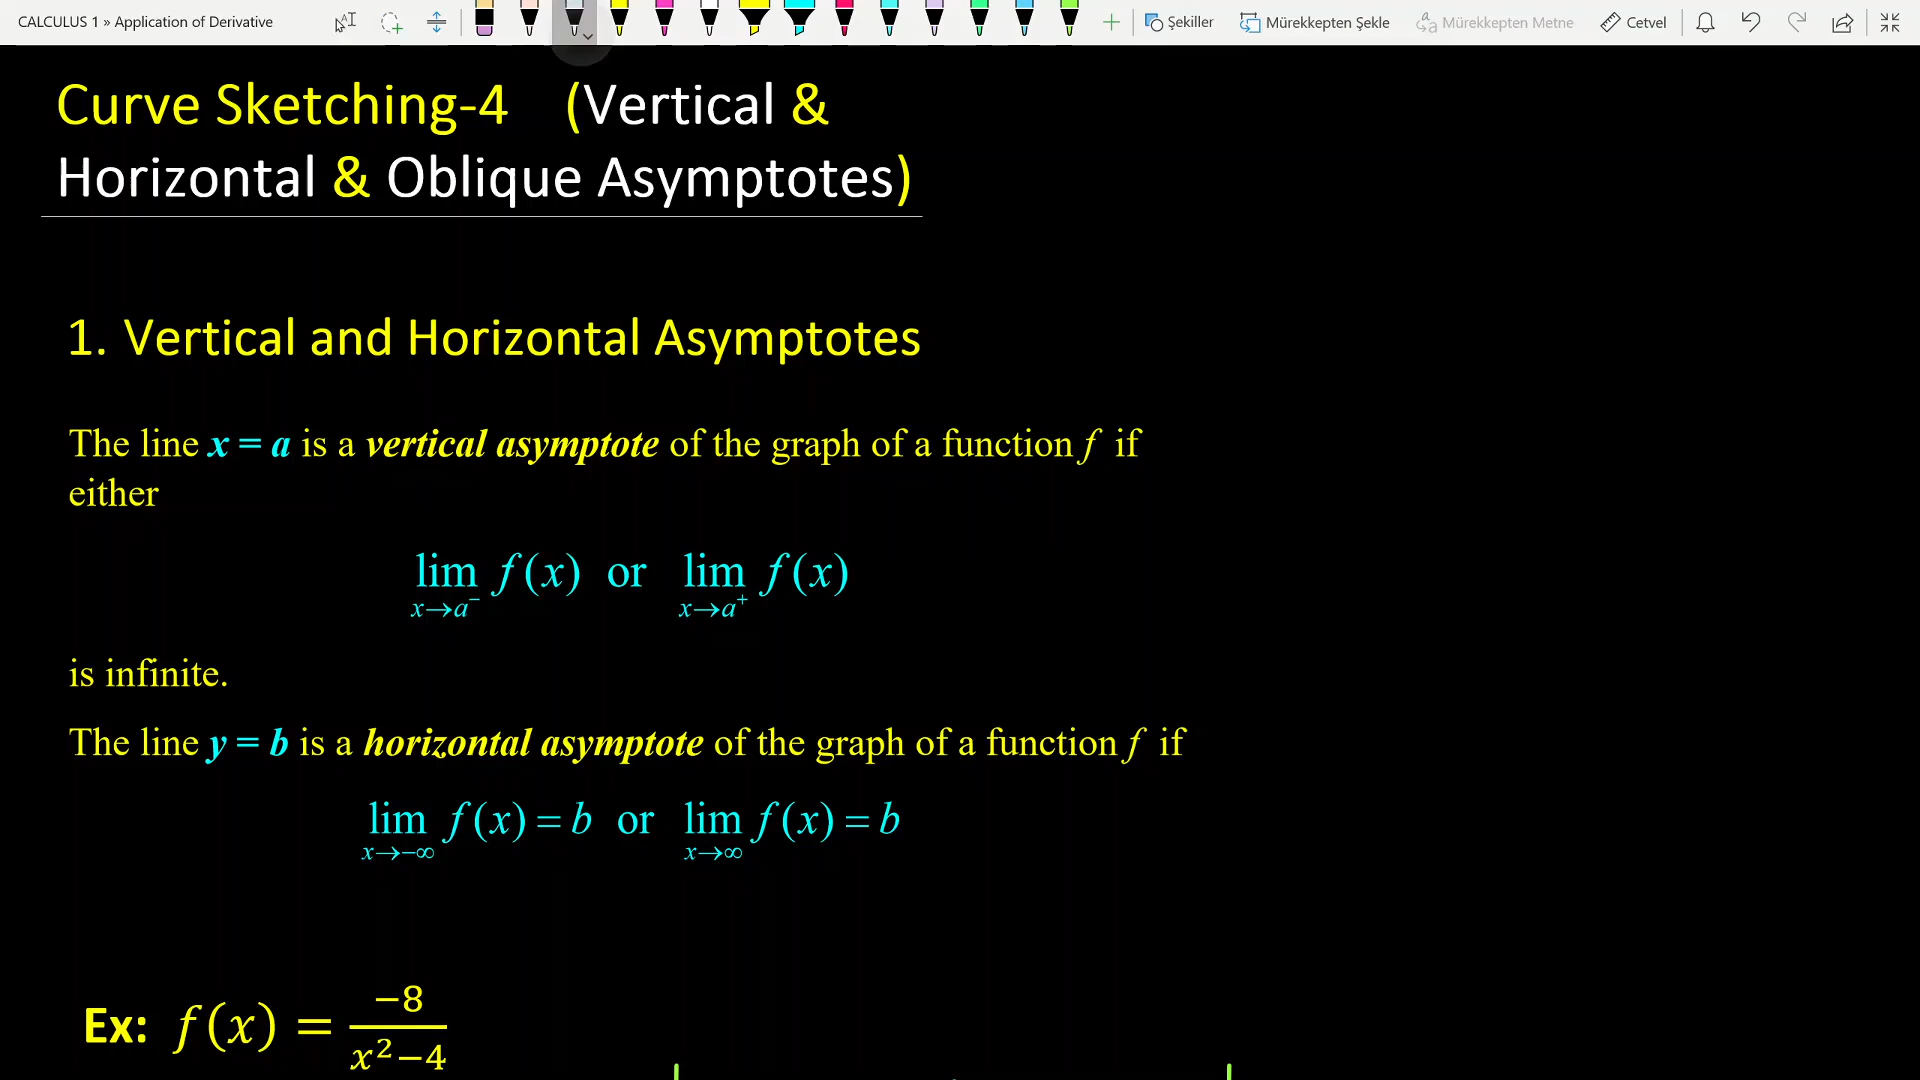 CALCULUS 1 » Application of Derivative
Şekiller
Mürekkepten Şekle
Mürekkepten Metne
Cetvel
Curve Sketching-4 (Vertical &
Horizontal & Oblique Asymptotes)
1. Vertical and Horizontal Asymptotes
The line x = a is a vertical asymptote of the graph of a function f if
either
lim x→a⁻ f(x) or lim x→a⁺ f(x)
is infinite.
The line y = b is a horizontal asymptote of the graph of a function f if
lim x→−∞ f(x) = b or lim x→∞ f(x) = b
Ex: f(x) = −8 / x²−4